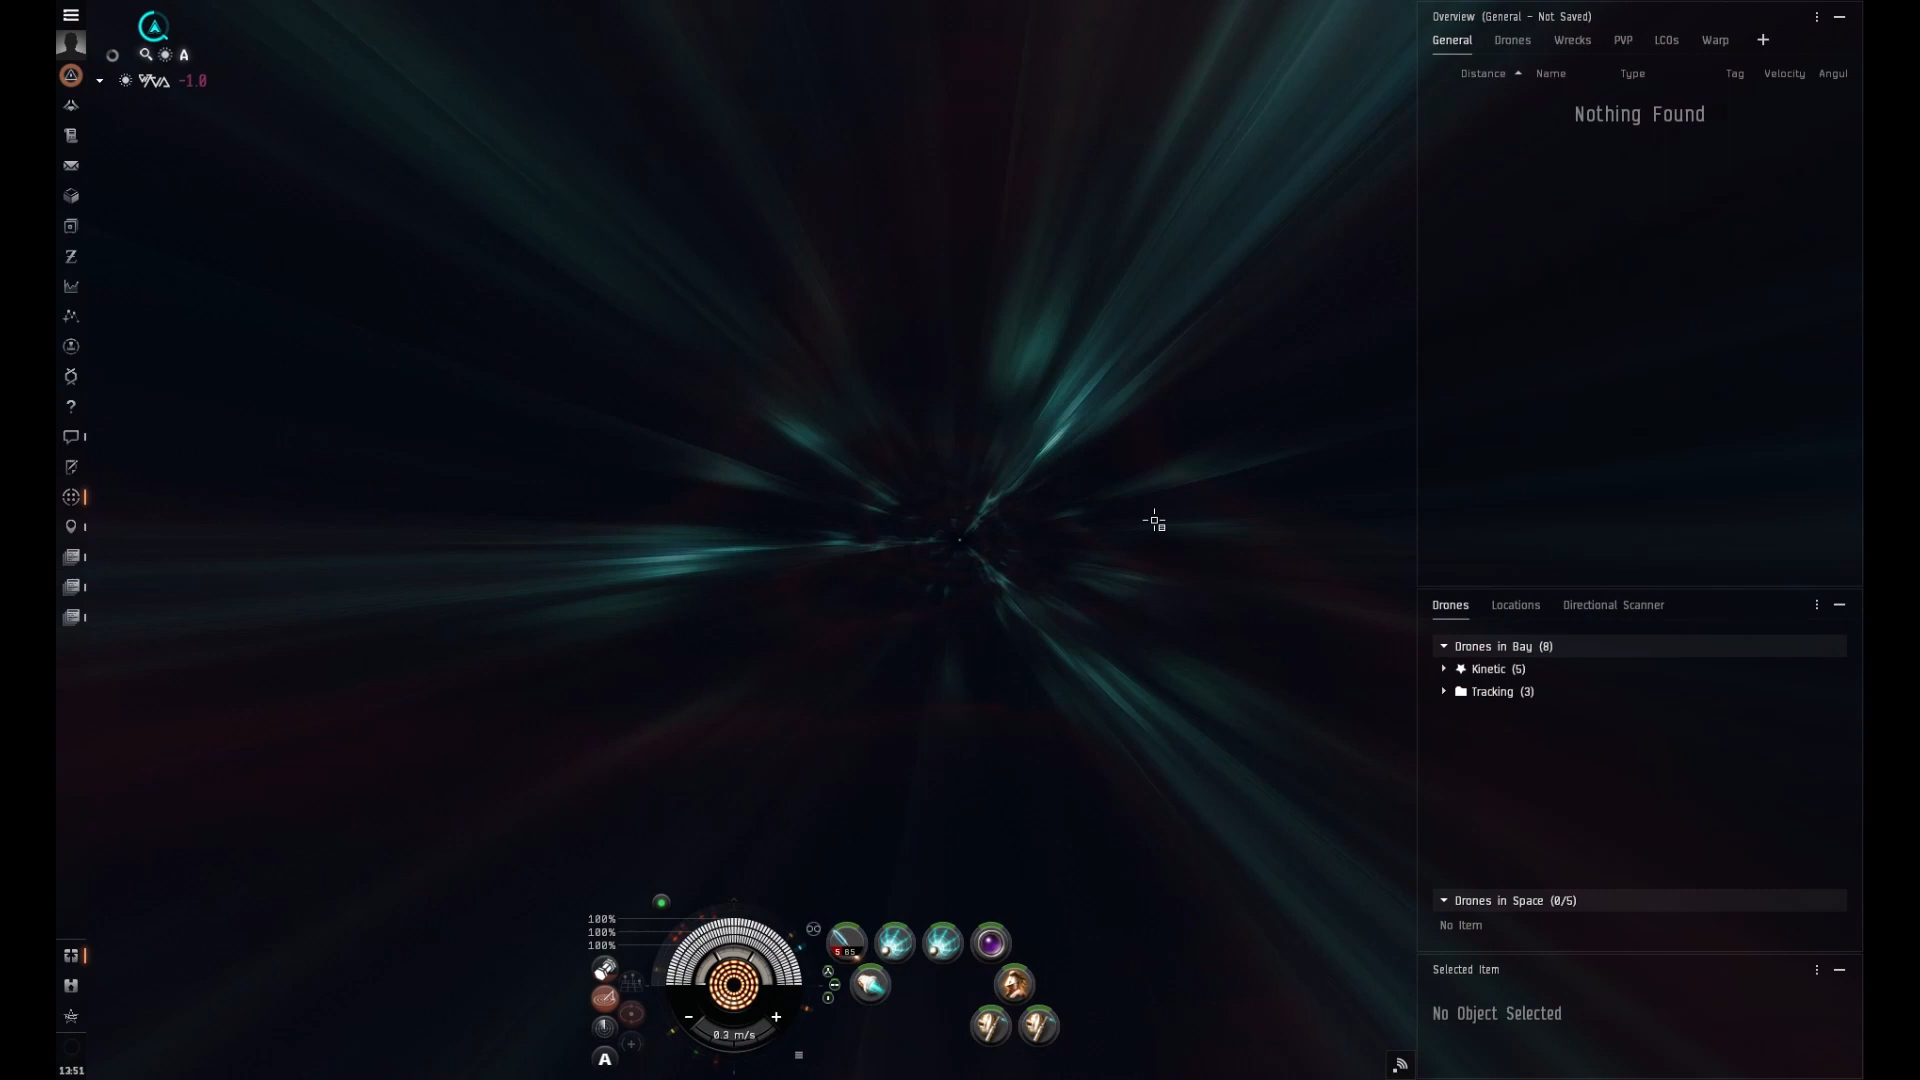 Overview (General - Not Saved)
General Drones Wrecks PVP LCOs Warp
Distance Name Type Tag Velocity Angul
Nothing Found
A
-1.0
Drones Locations Directional Scanner
Drones in Bay (8)
Kinetic (5)
Tracking (3)
Drones in Space (0/5)
No Item
Selected Item
No Object Selected
100%
100%
100%
0.3 m/s
A
13:51